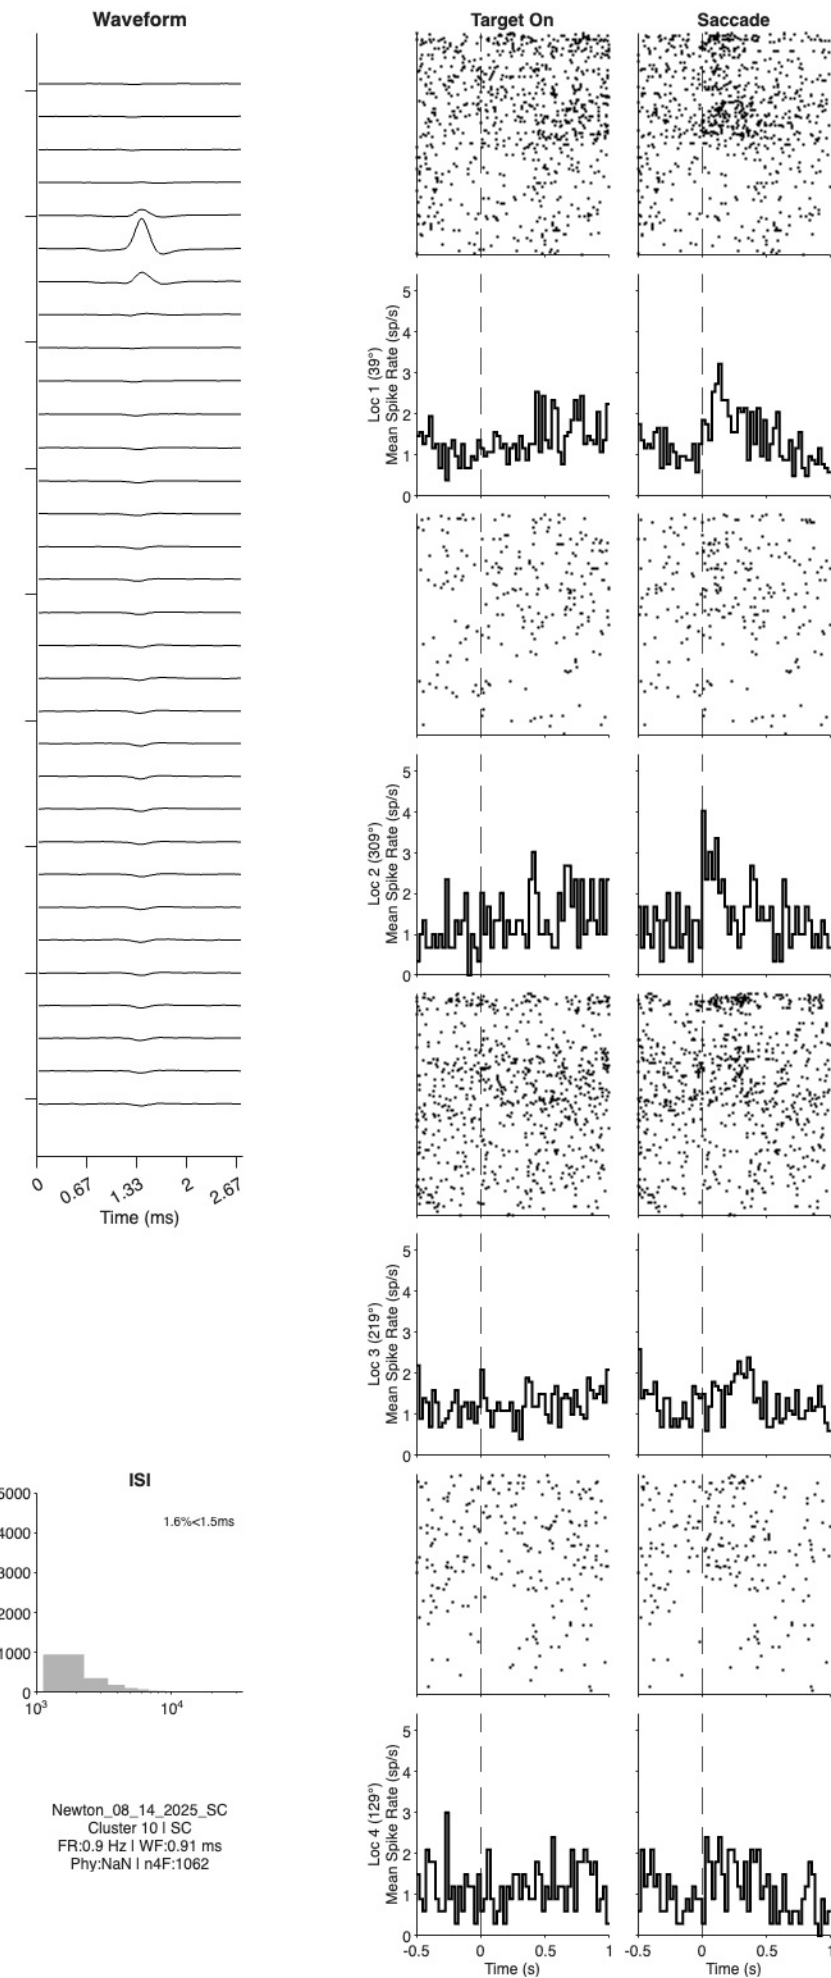 Waveform
0
0.67
1.33
2
2.67
Time (ms)
ISI
1.6%<1.5ms
5000
4000
3000
2000
1000
0
10³
10⁴
Newton_08_14_2025_SC
Cluster 10 | SC
FR:0.9 Hz | WF:0.91 ms
Phy:NaN | n4F:1062
Target On
Saccade
Loc 1 (39°)
Mean Spike Rate (sp/s)
5
4
3
2
1
0
Loc 2 (309°)
Mean Spike Rate (sp/s)
5
4
3
2
1
0
Loc 3 (219°)
Mean Spike Rate (sp/s)
5
4
3
2
1
0
Loc 4 (129°)
Mean Spike Rate (sp/s)
5
4
3
2
1
0
-0.5 0 0.5 1
Time (s)
-0.5 0 0.5 1
Time (s)